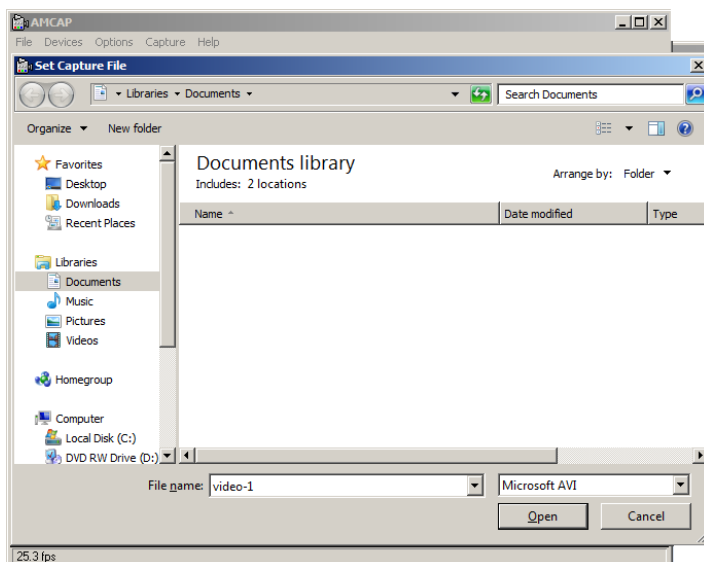 AMCAP
File Devices Options Capture Help
Set Capture File
Libraries Documents
Search Documents
Organize New folder
Favorites
Desktop
Downloads
Recent Places
Libraries
Documents
Music
Pictures
Videos
Homegroup
Computer
Local Disk (C:)
DVD RW Drive (D:)
Documents library
Includes: 2 locations
Arrange by: Folder
Name Date modified Type
File name: video-1
Microsoft AVI
Open Cancel
25.3 fps